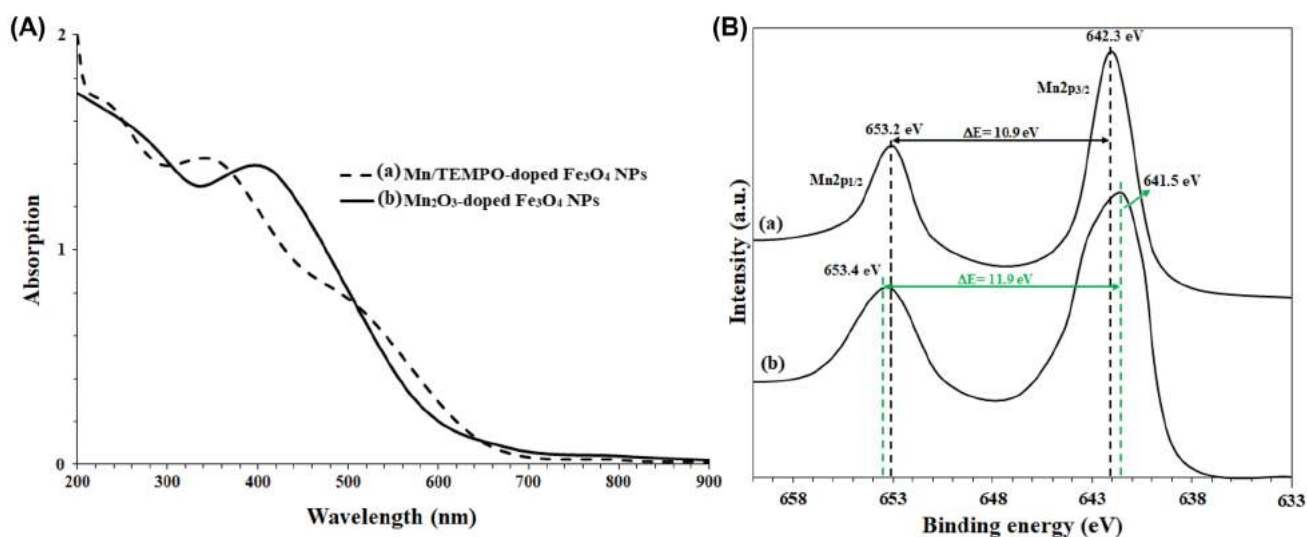 (A)
2
1
0
Absorption
200 300 400 500 600 700 800 900
Wavelength (nm)
(a) Mn/TEMPO-doped Fe₃O₄ NPs
(b) Mn₂O₃-doped Fe₃O₄ NPs
(B)
642.3 eV
Mn2p3/2
653.2 eV
ΔE= 10.9 eV
Mn2p1/2
641.5 eV
(a)
653.4 eV
ΔE= 11.9 eV
(b)
Intensity (a.u.)
658 653 648 642 638 633
Binding energy (eV)